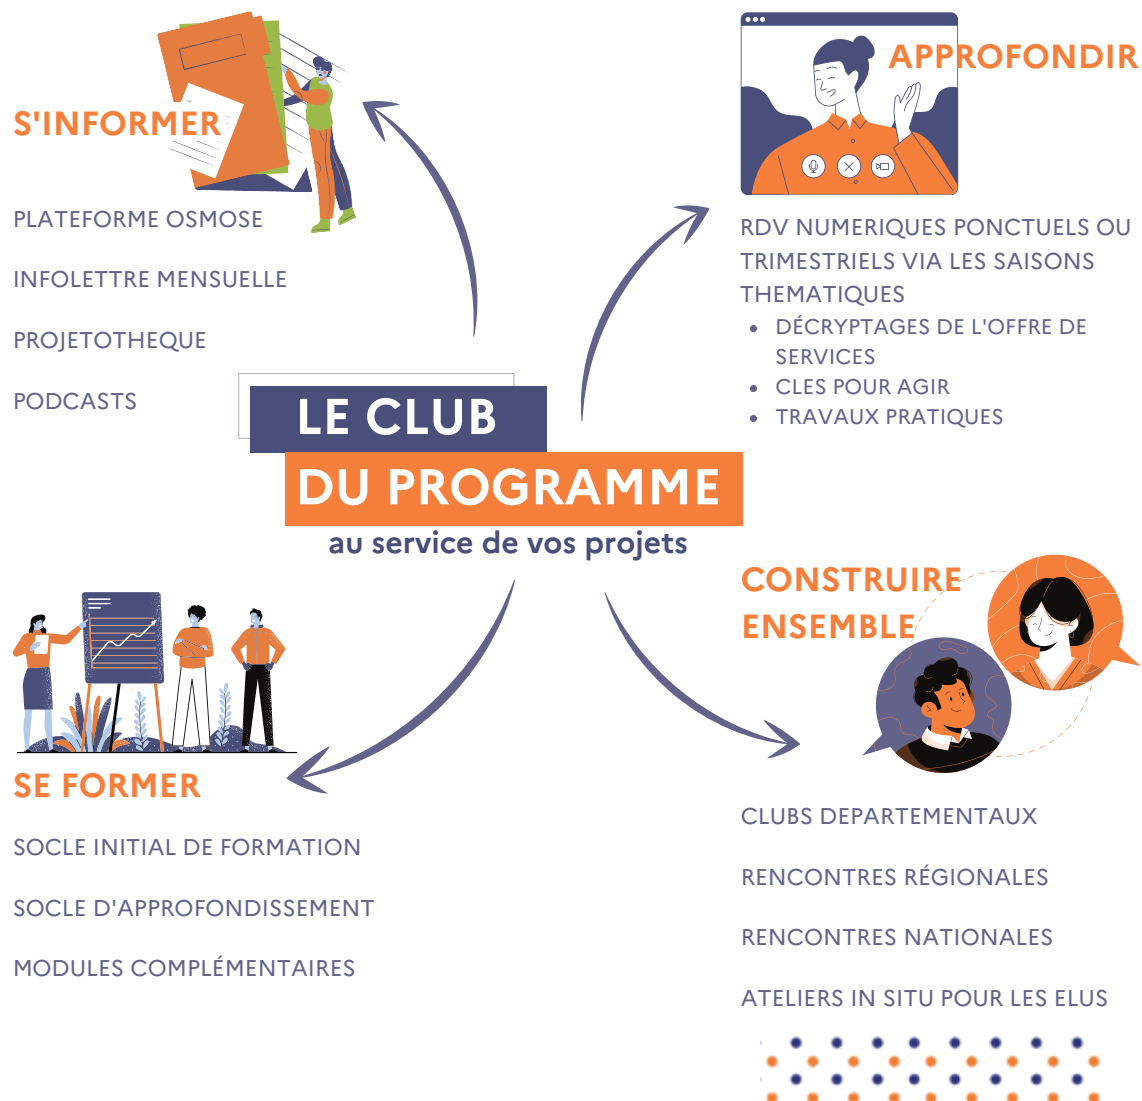 S'INFORMER
PLATEFORME OSMOSE
INFOLETTRE MENSUELLE
PROJETOTHEQUE
PODCASTS
APPROFONDIR
RDV NUMERIQUES PONCTUELS OU
TRIMESTRIELS VIA LES SAISONS
THEMATIQUES
• DÉCRYPTAGES DE L'OFFRE DE
SERVICES
• CLES POUR AGIR
• TRAVAUX PRATIQUES
LE CLUB
DU PROGRAMME
au service de vos projets
SE FORMER
SOCLE INITIAL DE FORMATION
SOCLE D'APPROFONDISSEMENT
MODULES COMPLÉMENTAIRES
CONSTRUIRE
ENSEMBLE
CLUBS DEPARTEMENTAUX
RENCONTRES RÉGIONALES
RENCONTRES NATIONALES
ATELIERS IN SITU POUR LES ELUS